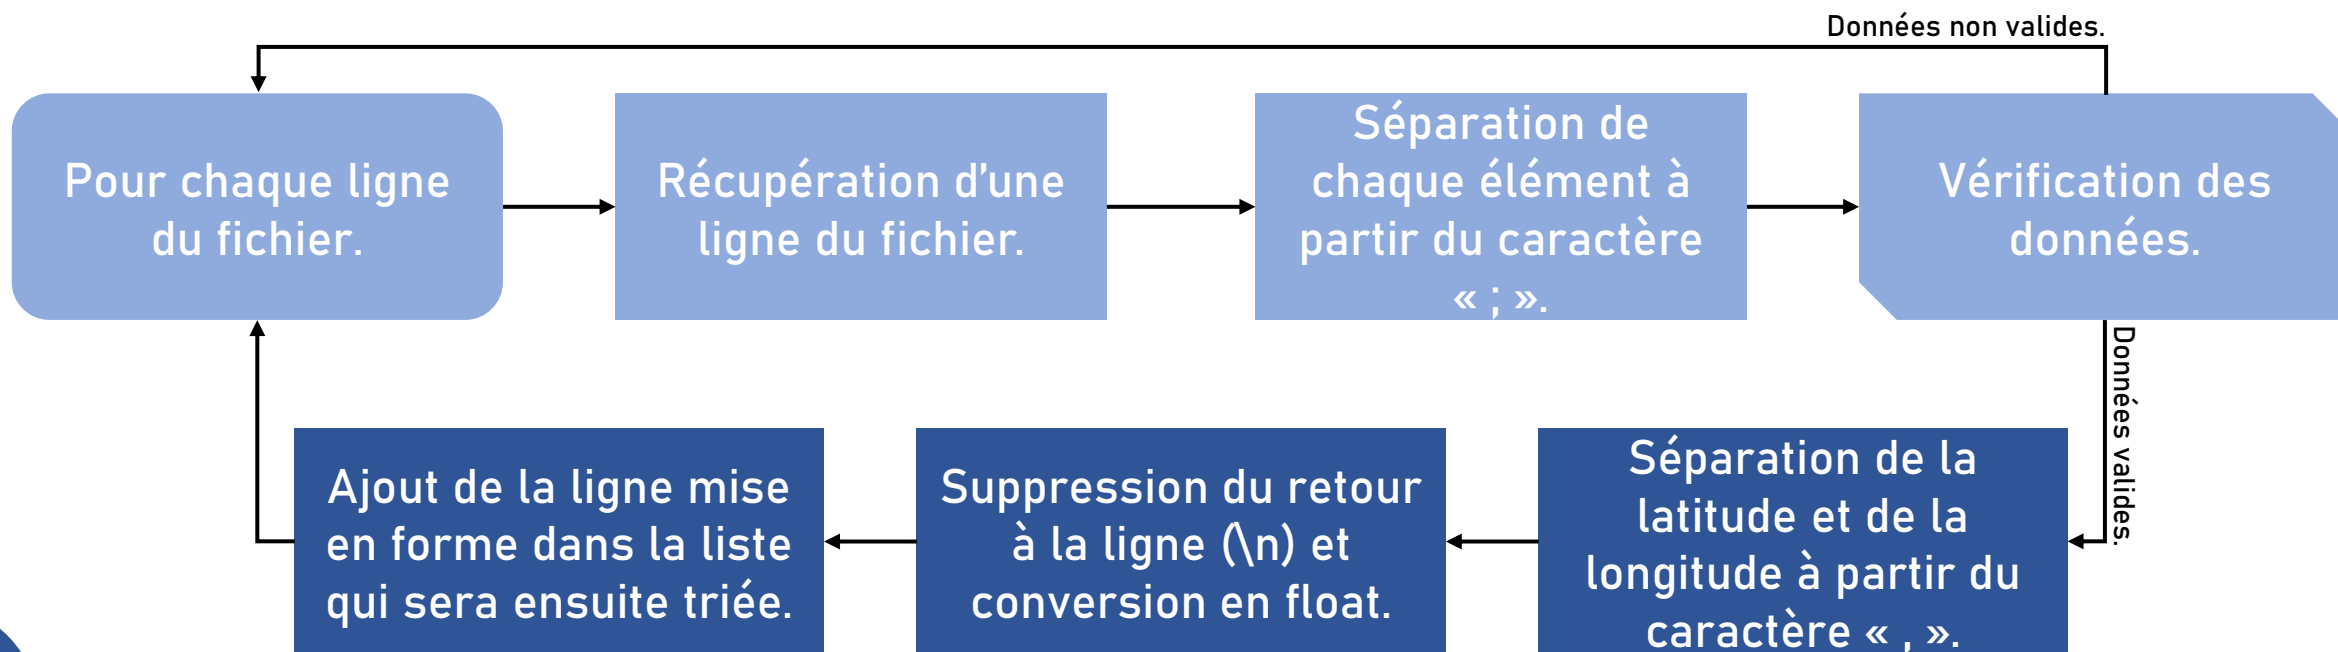 Données non valides.
Pour chaque ligne
du fichier.
Récupération d'une
ligne du fichier.
Séparation de
chaque élément à
partir du caractère
« ; ».
Vérification des
données.
Données valides.
Séparation de la
latitude et de la
longitude à partir du
caractère « , ».
Suppression du retour
à la ligne (\n) et
conversion en float.
Ajout de la ligne mise
en forme dans la liste
qui sera ensuite triée.